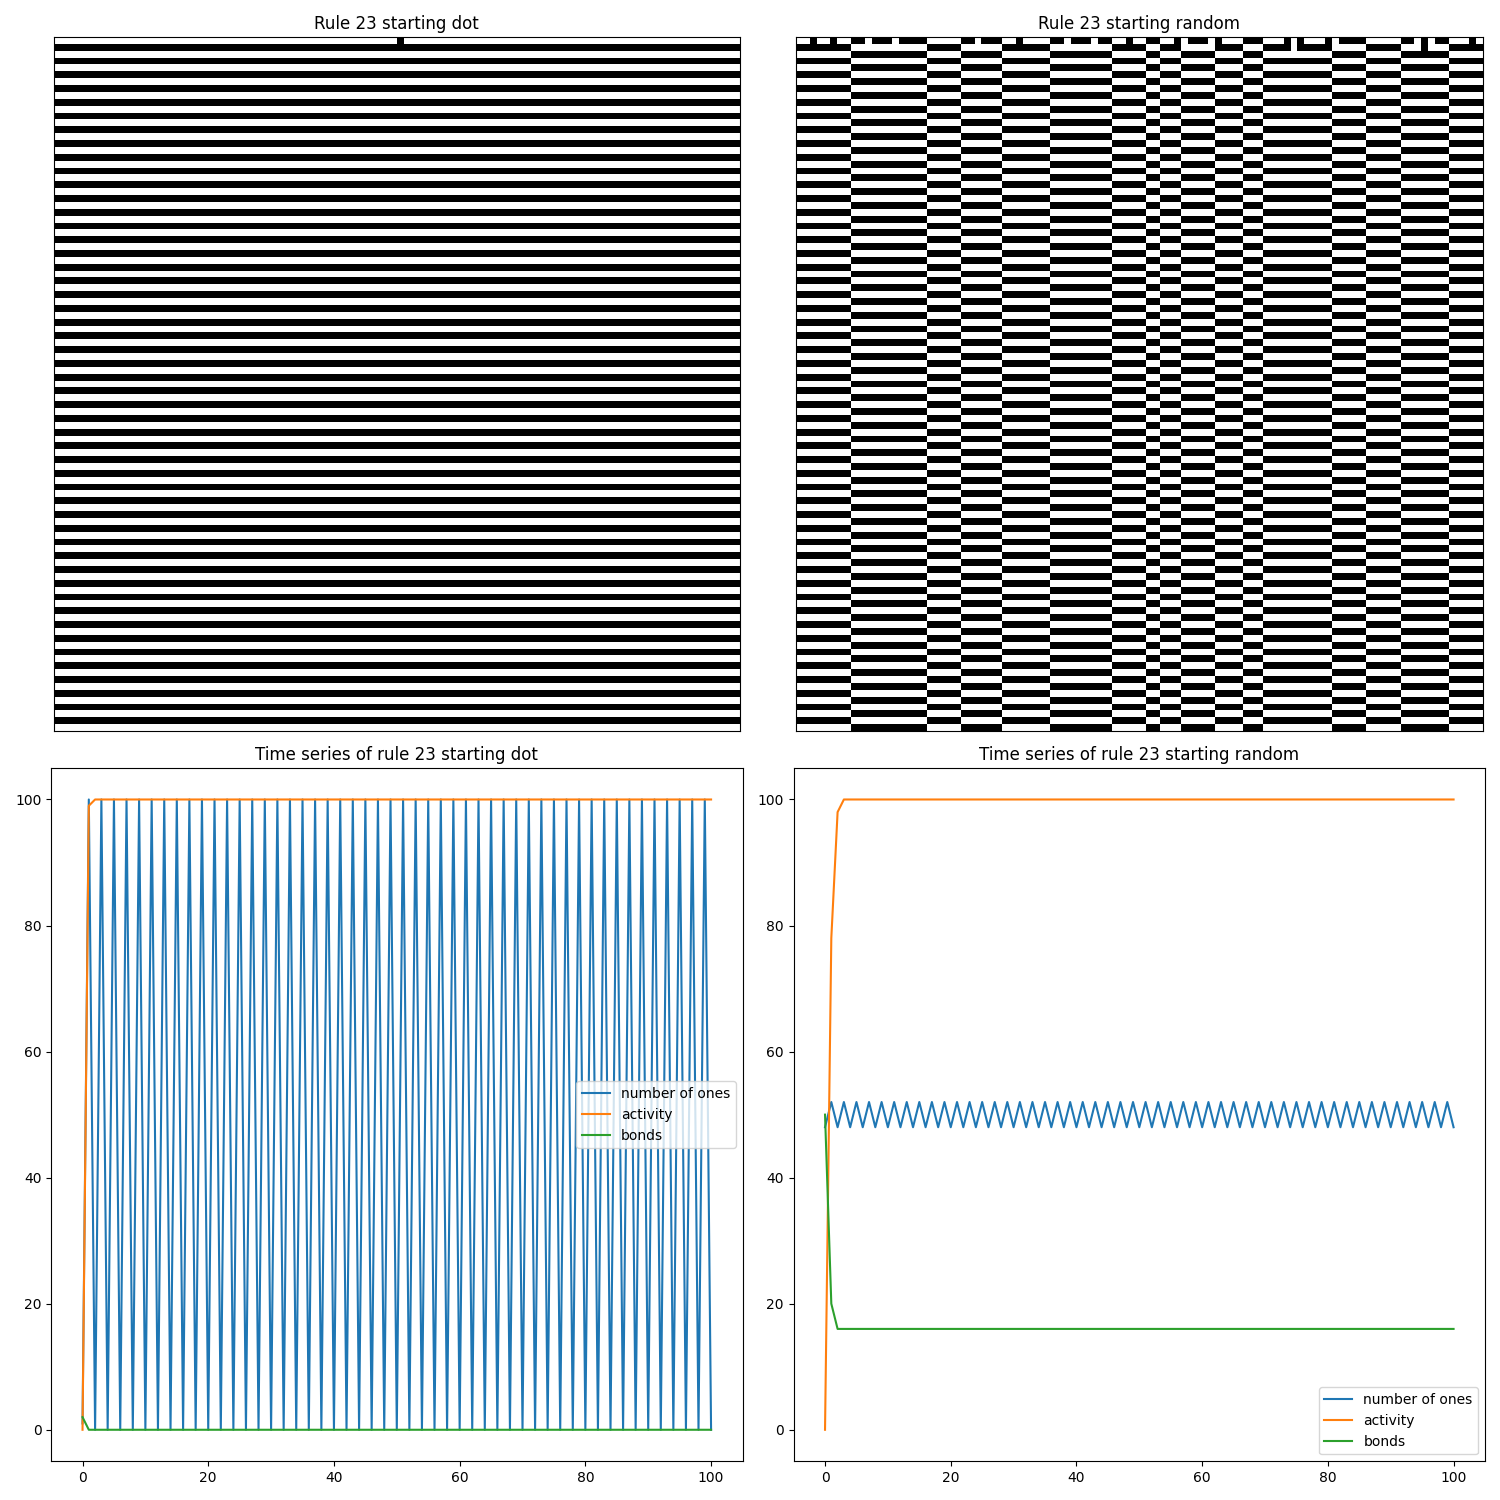 Rule 23 starting dot
Rule 23 starting random
Time series of rule 23 starting dot
100
80
60
40
20
0
0 20 40 60 80 100
number of ones
activity
bonds
Time series of rule 23 starting random
100
80
60
40
20
0
0 20 40 60 80 100
number of ones
activity
bonds